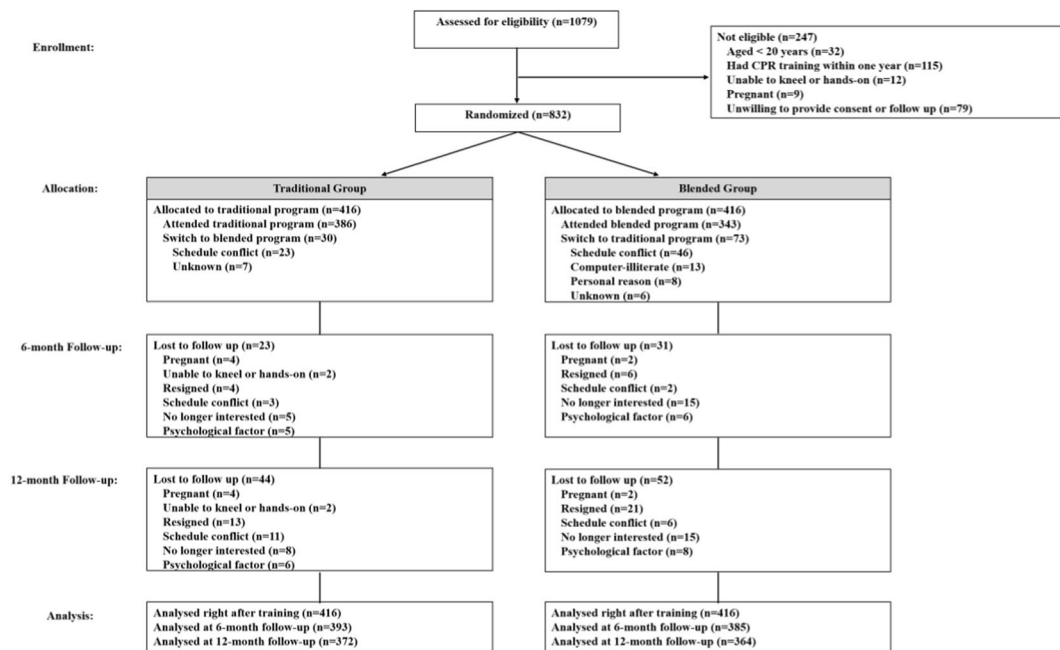 Assessed for eligibility (n=1079)
Enrollment:
Not eligible (n=247)
Aged < 20 years (n=32)
Had CPR training within one year (n=115)
Unable to kneel or hands-on (n=12)
Pregnant (n=9)
Unwilling to provide consent or follow up (n=79)
Randomized (n=832)
Allocation:
Traditional Group
Allocated to traditional program (n=416)
Attended traditional program (n=386)
Switch to blended program (n=30)
Schedule conflict (n=23)
Unknown (n=7)
Blended Group
Allocated to blended program (n=416)
Attended blended program (n=343)
Switch to traditional program (n=73)
Schedule conflict (n=46)
Computer-illiterate (n=13)
Personal reason (n=8)
Unknown (n=6)
6-month Follow-up:
Lost to follow up (n=23)
Pregnant (n=4)
Unable to kneel or hands-on (n=2)
Resigned (n=4)
Schedule conflict (n=3)
No longer interested (n=5)
Psychological factor (n=5)
Lost to follow up (n=31)
Pregnant (n=2)
Resigned (n=6)
Schedule conflict (n=2)
No longer interested (n=15)
Psychological factor (n=6)
12-month Follow-up:
Lost to follow up (n=44)
Pregnant (n=4)
Unable to kneel or hands-on (n=2)
Resigned (n=13)
Schedule conflict (n=11)
No longer interested (n=8)
Psychological factor (n=6)
Lost to follow up (n=52)
Pregnant (n=2)
Resigned (n=21)
Schedule conflict (n=6)
No longer interested (n=15)
Psychological factor (n=8)
Analysis:
Analysed right after training (n=416)
Analysed at 6-month follow-up (n=393)
Analysed at 12-month follow-up (n=372)
Analysed right after training (n=416)
Analysed at 6-month follow-up (n=385)
Analysed at 12-month follow-up (n=364)